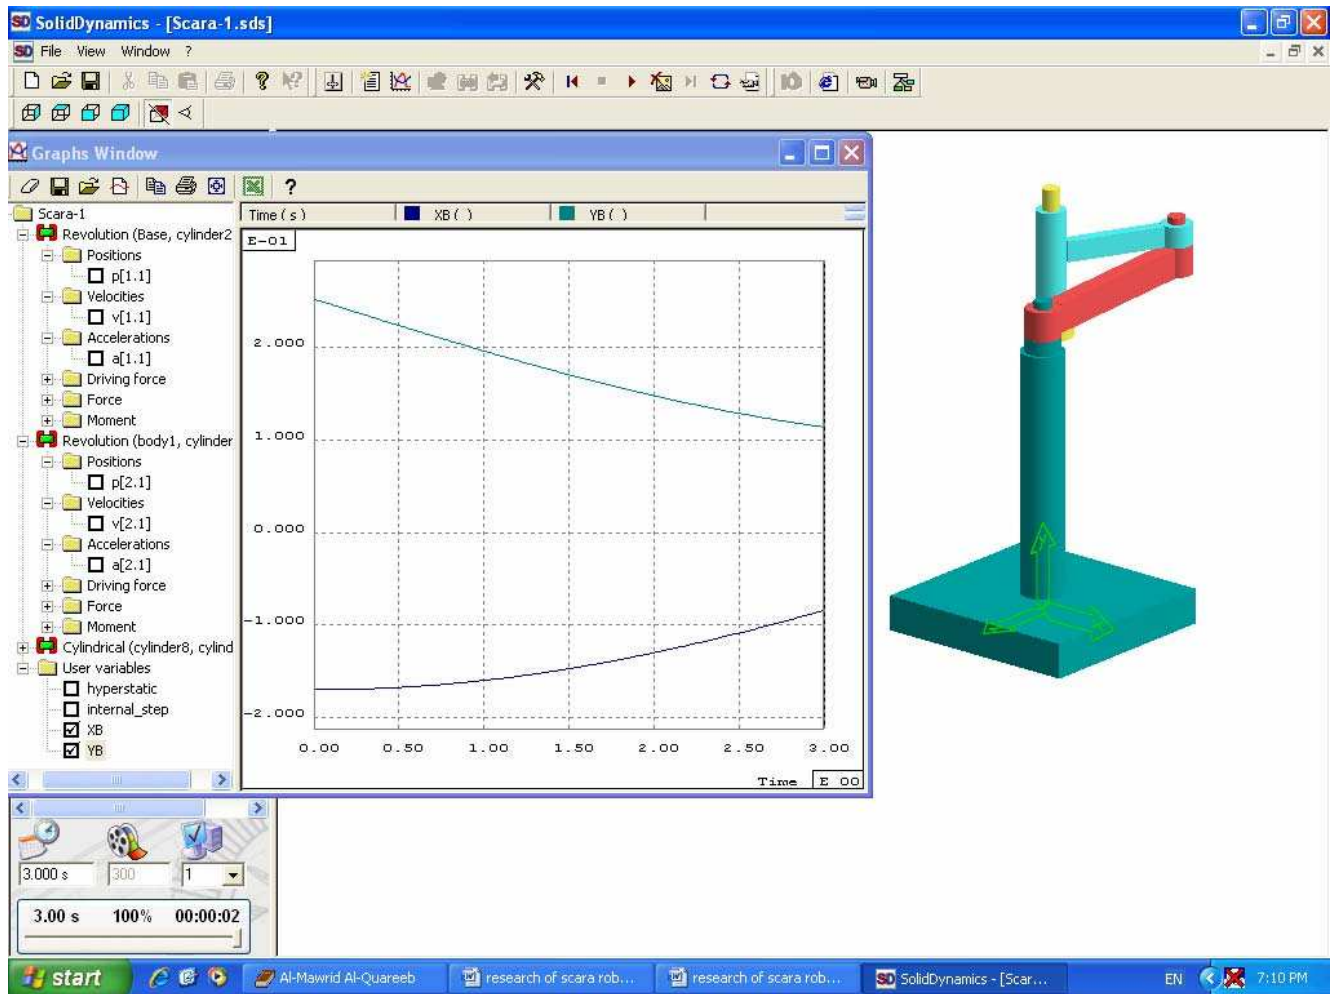 SD SolidDynamics - [Scara-1.sds]
SD File View Window ?
Graphs Window
Scara-1
Revolution (Base, cylinder2
Positions
p[1.1]
Velocities
v[1.1]
Accelerations
a[1.1]
Driving force
Force
Moment
Revolution (body1, cylinder
Positions
p[2.1]
Velocities
v[2.1]
Accelerations
a[2.1]
Driving force
Force
Moment
Cylindrical (cylinder8, cylind
User variables
hyperstatic
internal_step
XB
YB
Time ( s ) XB ( ) YB ( )
E-01
2.000
1.000
0.000
-1.000
-2.000
0.00 0.50 1.00 1.50 2.00 2.50 3.00
Time E 00
3.000 s 300 1
3.00 s 100% 00:00:02
start Al-Mawrid Al-Quareeb research of scara rob... research of scara rob... SD SolidDynamics - [Scar... EN 7:10 PM